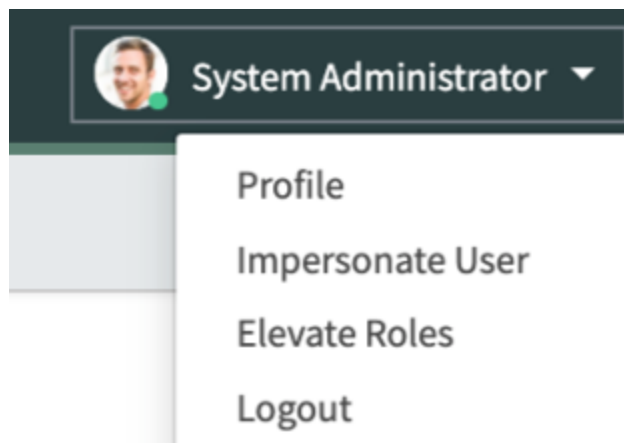 System Administrator
Profile
Impersonate User
Elevate Roles
Logout